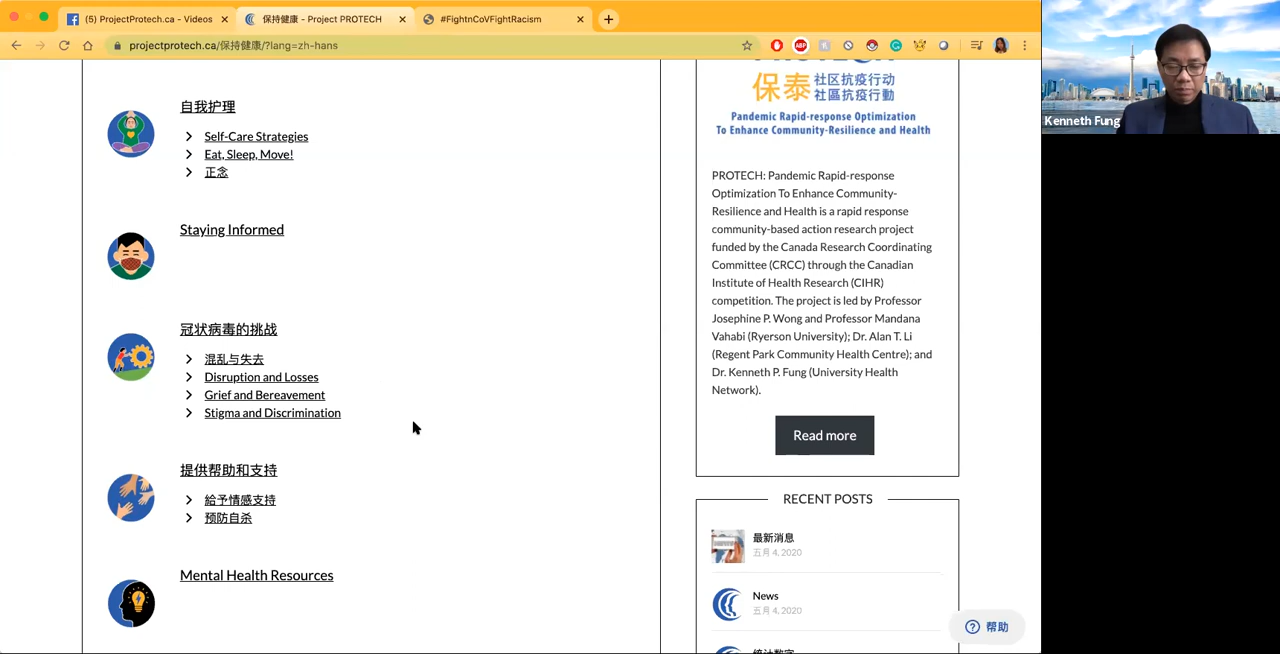 (5) ProjectProtech.ca - Videos
保持健康 - Project PROTECH
#FightnCoVFightRacism
projectprotech.ca/保持健康/?lang=zh-hans
ABP
Kenneth Fung
自我护理
Self-Care Strategies
Eat, Sleep, Move!
正念
Staying Informed
冠状病毒的挑战
混乱与失去
Disruption and Losses
Grief and Bereavement
Stigma and Discrimination
提供帮助和支持
給予情感支持
预防自杀
Mental Health Resources
PROTECH
保泰 社区抗疫行动
社區抗疫行動
Pandemic Rapid-response Optimization
To Enhance Community-Resilience and Health
PROTECH: Pandemic Rapid-response
Optimization To Enhance Community-
Resilience and Health is a rapid response
community-based action research project
funded by the Canada Research Coordinating
Committee (CRCC) through the Canadian
Institute of Health Research (CIHR)
competition. The project is led by Professor
Josephine P. Wong and Professor Mandana
Vahabi (Ryerson University); Dr. Alan T. Li
(Regent Park Community Health Centre); and
Dr. Kenneth P. Fung (University Health
Network).
Read more
RECENT POSTS
最新消息
五月 4, 2020
News
五月 4, 2020
统计数字
帮助